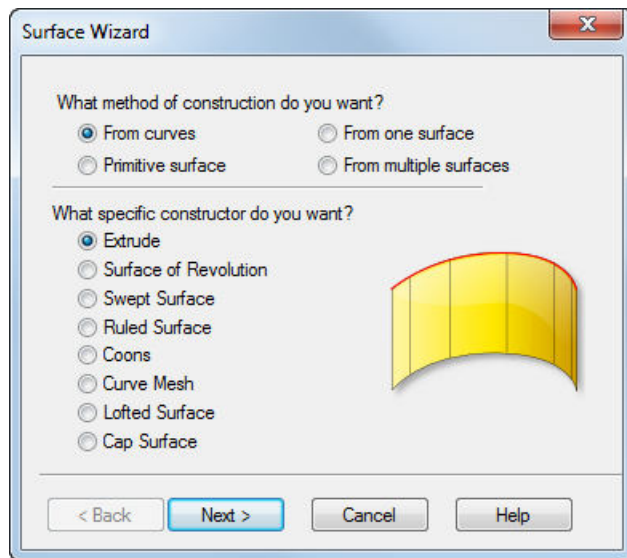 Surface Wizard
What method of construction do you want?
From curves
From one surface
Primitive surface
From multiple surfaces
What specific constructor do you want?
Extrude
Surface of Revolution
Swept Surface
Ruled Surface
Coons
Curve Mesh
Lofted Surface
Cap Surface
< Back
Next >
Cancel
Help